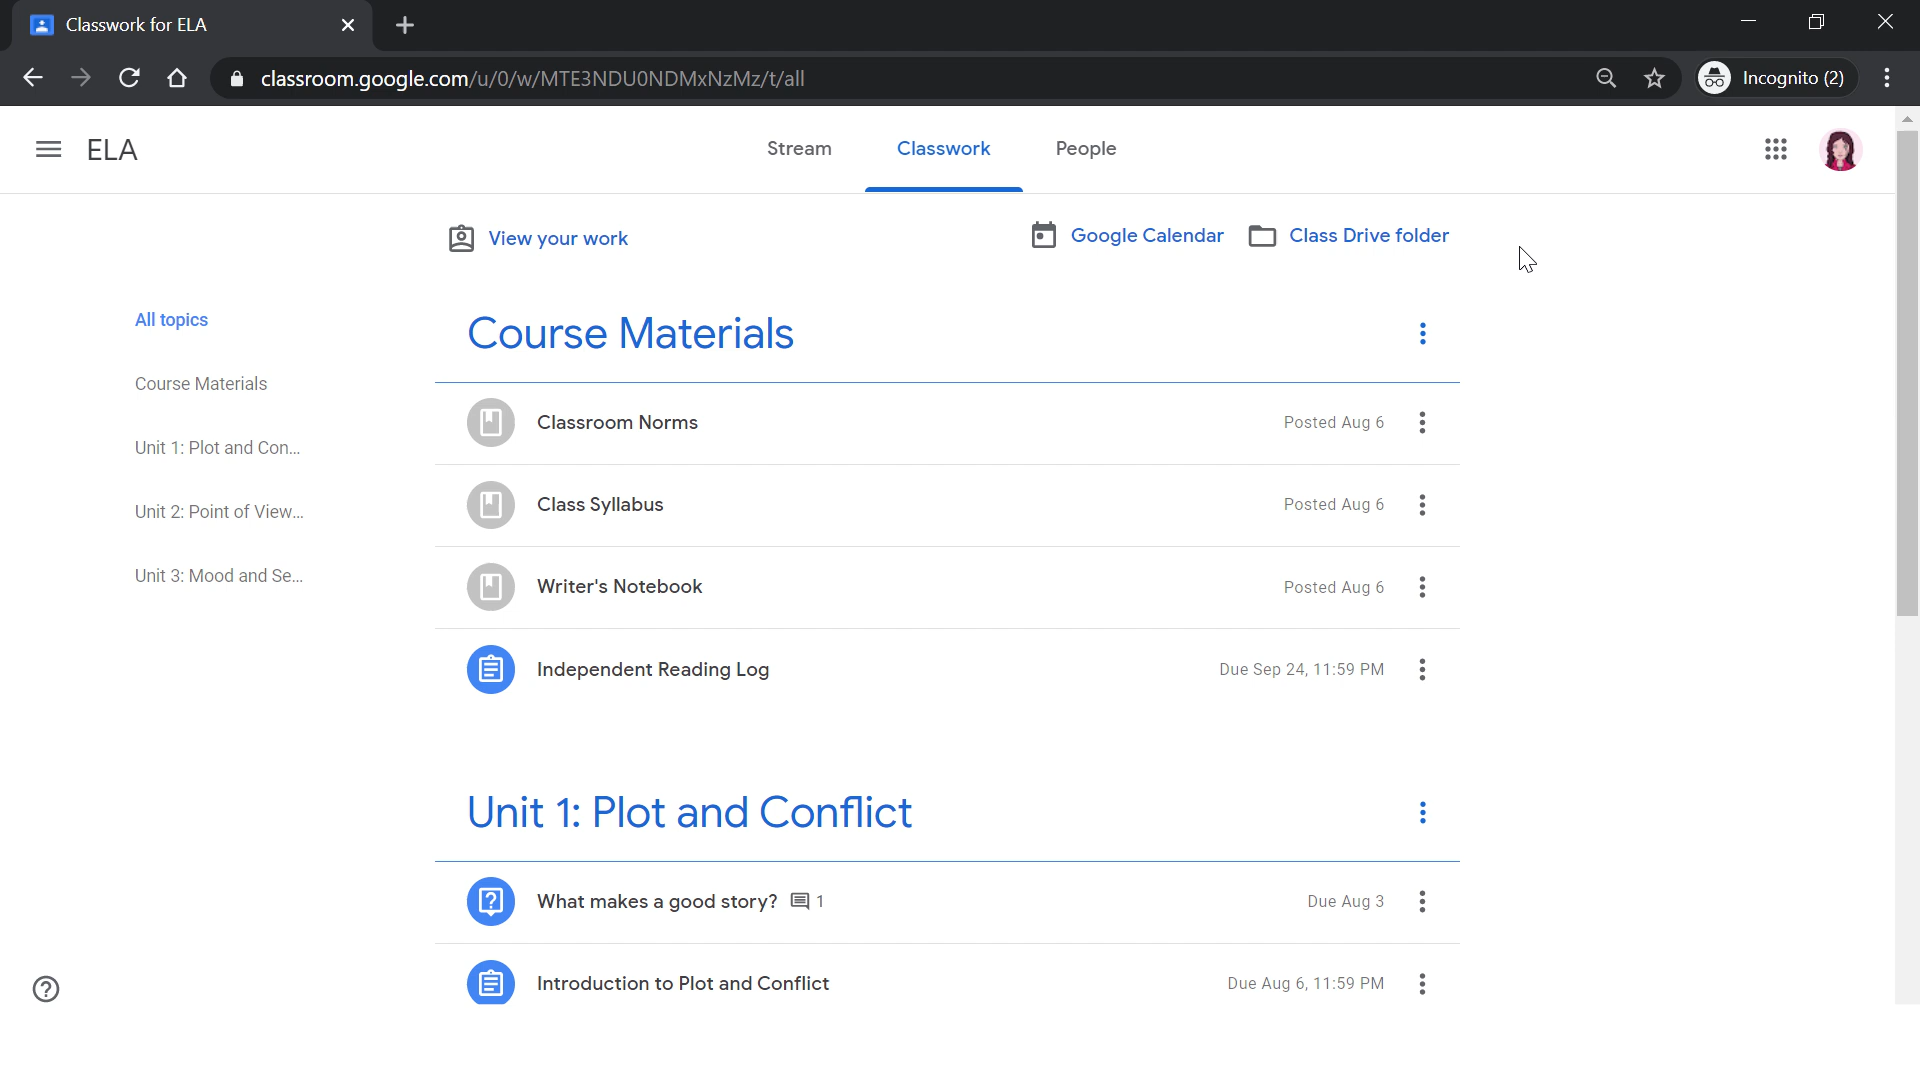 Classwork for ELA
classroom.google.com/u/0/w/MTE3NDU0NDMxNzMz/t/all
Incognito (2)
ELA
Stream
Classwork
People
View your work
Google Calendar
Class Drive folder
All topics
Course Materials
Unit 1: Plot and Con...
Unit 2: Point of View...
Unit 3: Mood and Se...
Course Materials
Classroom Norms
Posted Aug 6
Class Syllabus
Posted Aug 6
Writer's Notebook
Posted Aug 6
Independent Reading Log
Due Sep 24, 11:59 PM
Unit 1: Plot and Conflict
What makes a good story? 1
Due Aug 3
Introduction to Plot and Conflict
Due Aug 6, 11:59 PM